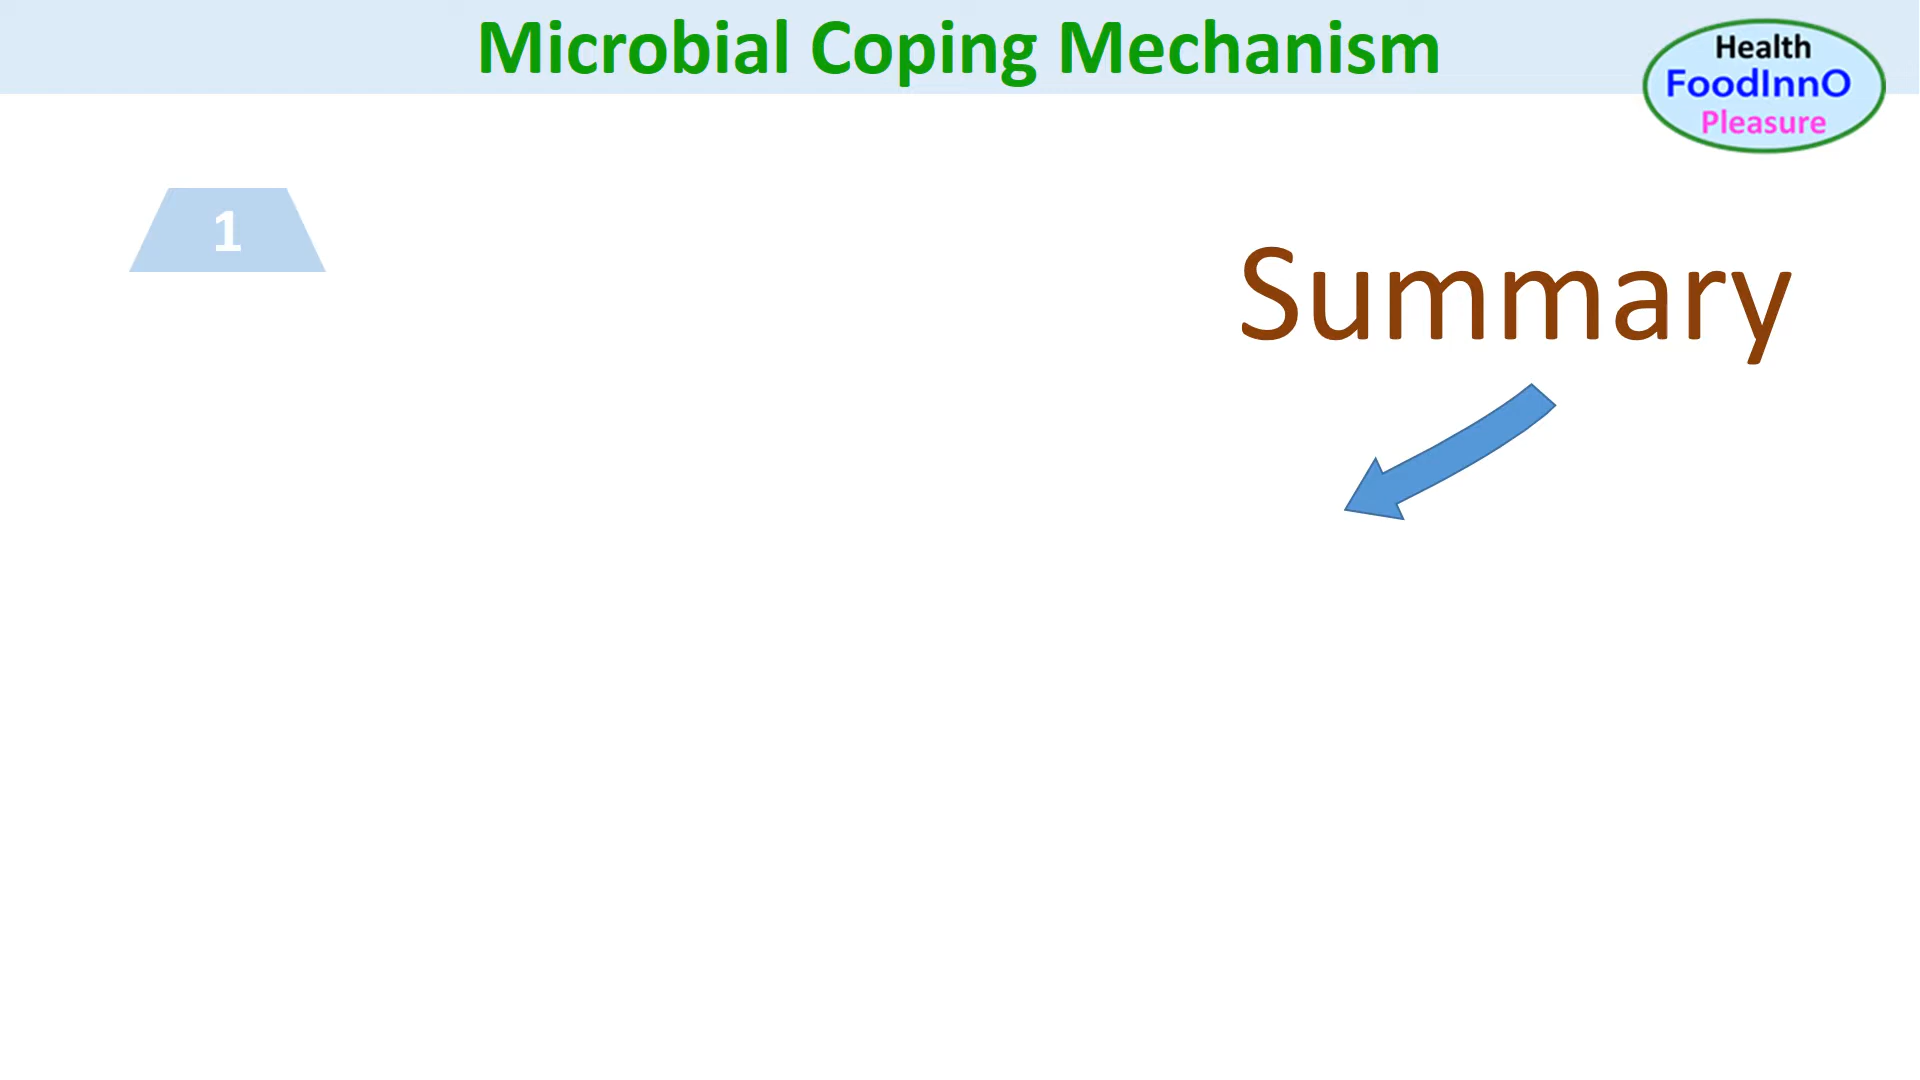 Microbial Coping Mechanism
Health
FoodInnO
Pleasure
1
Summary